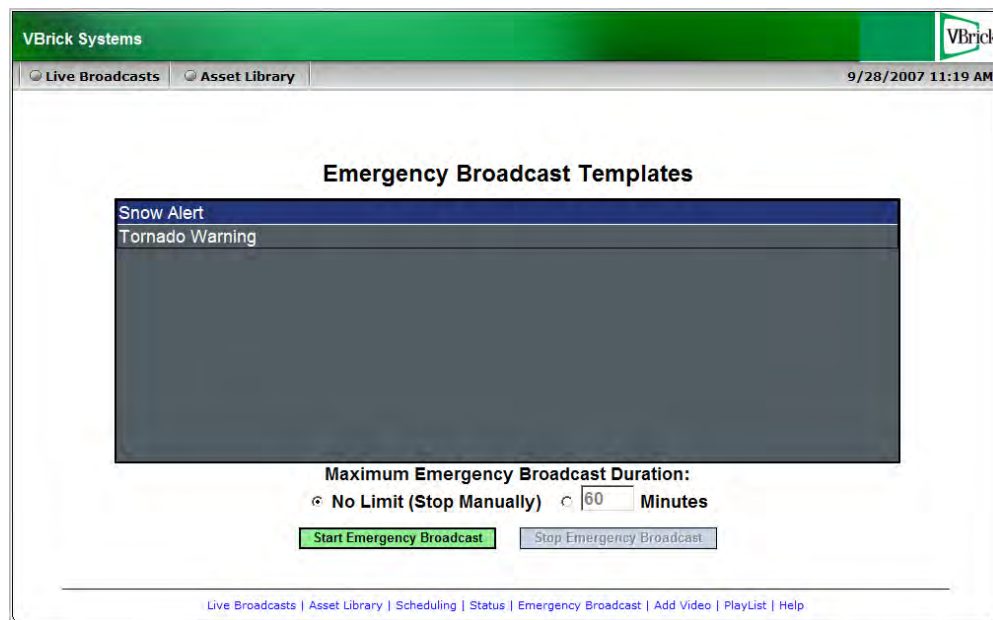 VBrick Systems
VBrick
Live Broadcasts Asset Library 9/28/2007 11:19 AM
Emergency Broadcast Templates
Snow Alert
Tornado Warning
Maximum Emergency Broadcast Duration:
No Limit (Stop Manually) 60 Minutes
Start Emergency Broadcast Stop Emergency Broadcast
Live Broadcasts | Asset Library | Scheduling | Status | Emergency Broadcast | Add Video | PlayList | Help